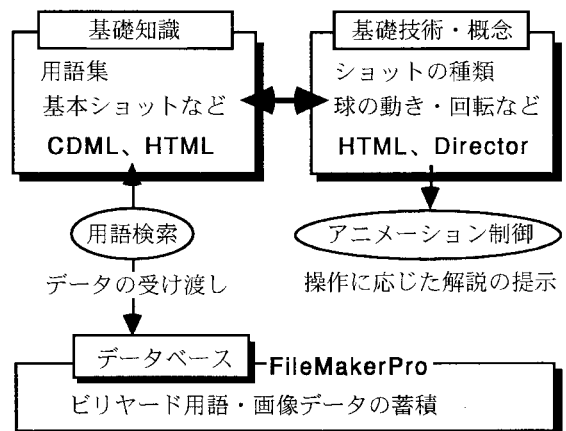 基礎知識
用語集
基本ショットなど
CDML、HTML
基礎技術・概念
ショットの種類
球の動き・回転など
HTML、Director
用語検索
データの受け渡し
アニメーション制御
操作に応じた解説の提示
データベース
FileMakerPro
ビリヤード用語・画像データの蓄積